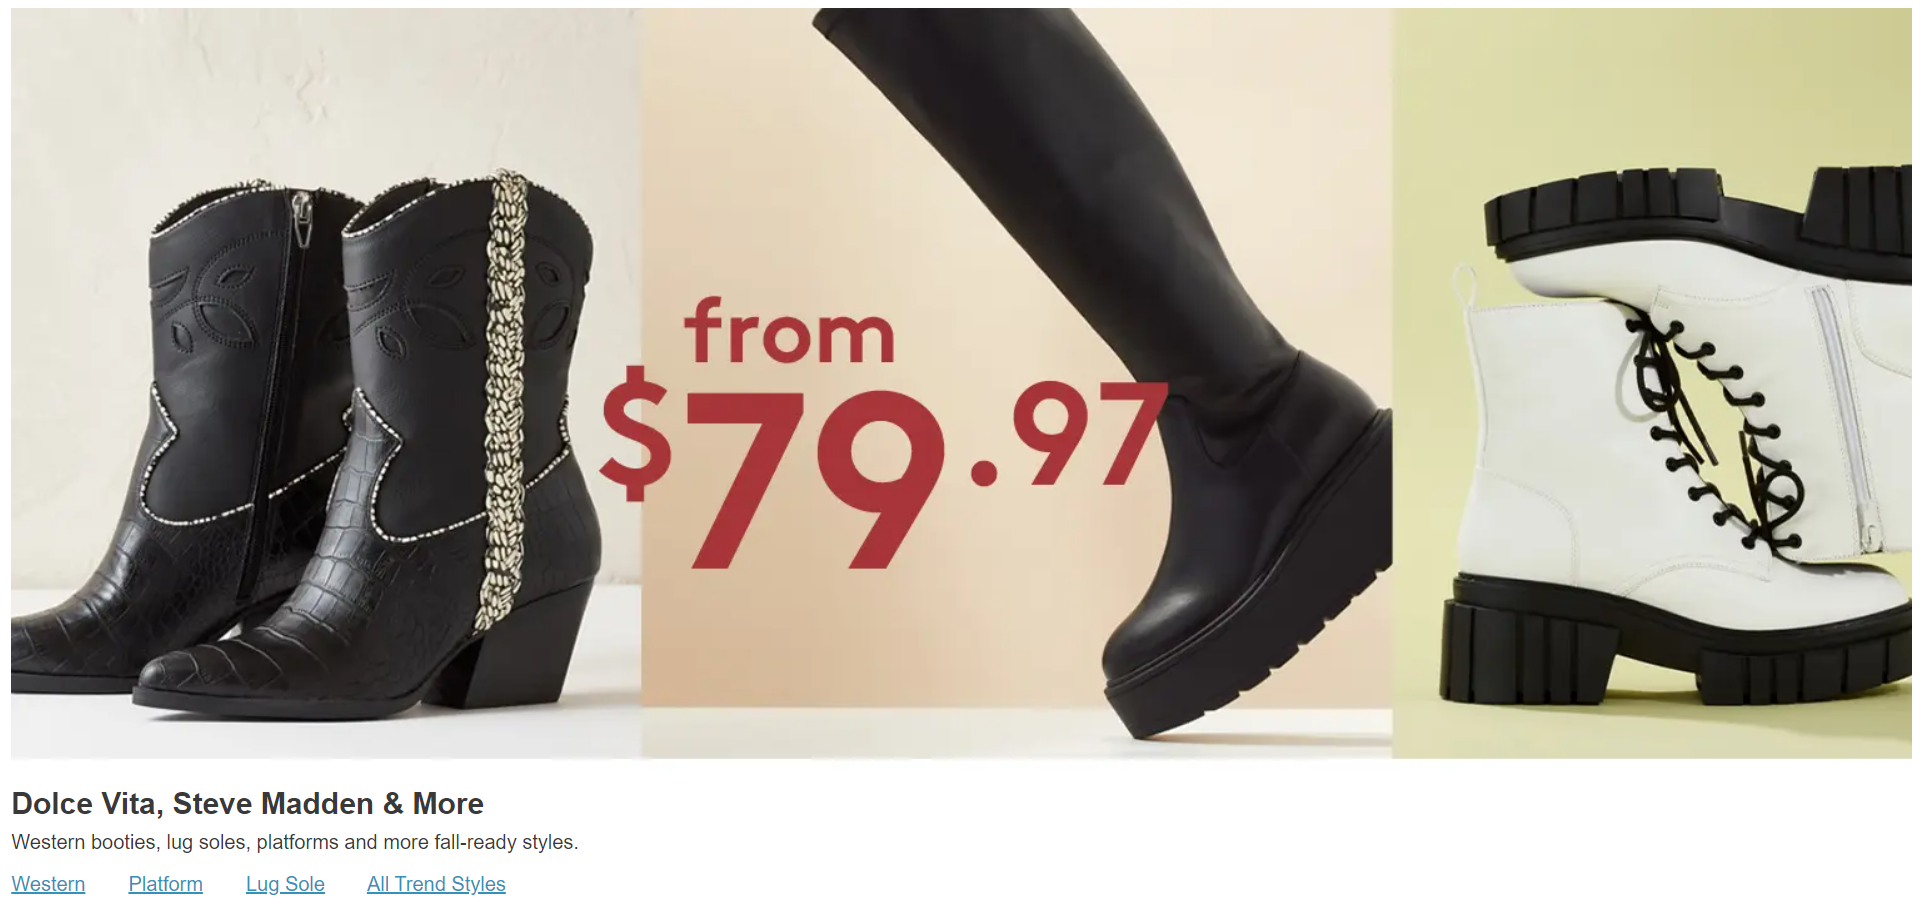 from
$79.97
Dolce Vita, Steve Madden & More
Western booties, lug soles, platforms and more fall-ready styles.
Western Platform Lug Sole All Trend Styles